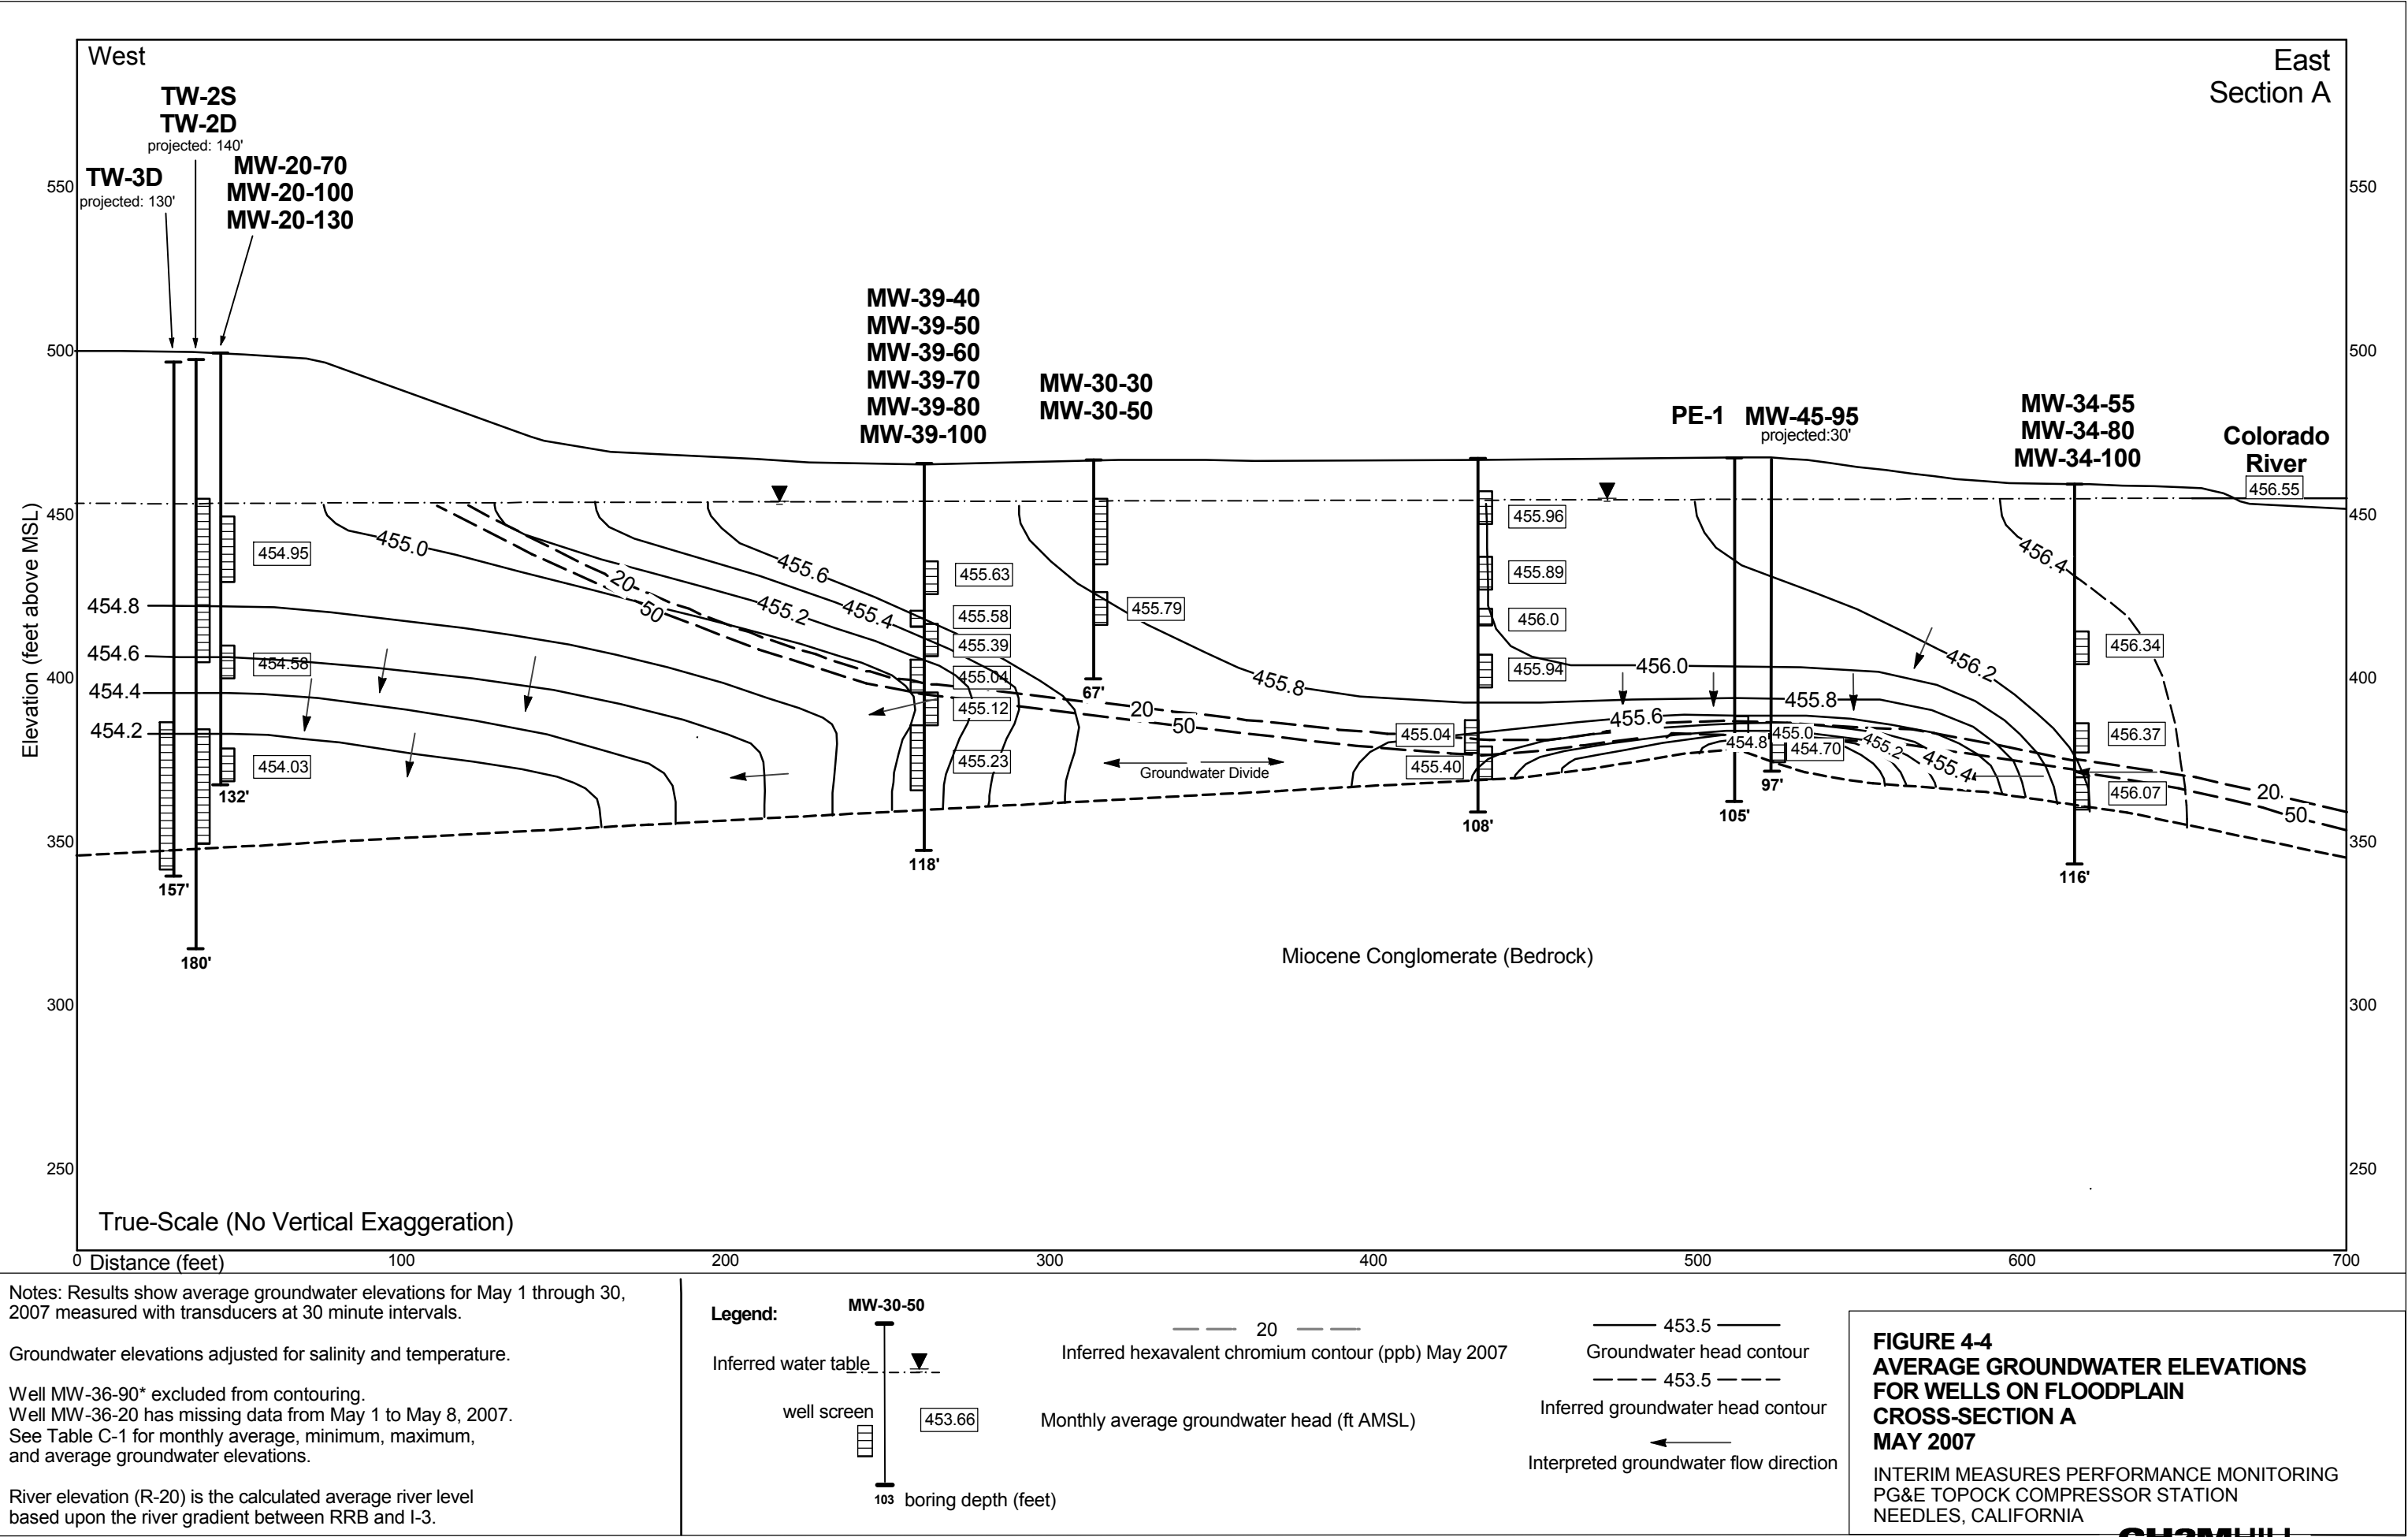 West
East
Section A
TW-2S
TW-2D
projected: 140'
TW-3D
projected: 130'
MW-20-70
MW-20-100
MW-20-130
MW-39-40
MW-39-50
MW-39-60
MW-39-70
MW-39-80
MW-39-100
MW-30-30
MW-30-50
PE-1
MW-45-95
projected:30'
MW-34-55
MW-34-80
MW-34-100
Colorado
River
456.55
Elevation (feet above MSL)
550
500
450
400
350
300
250
550
500
450
400
350
300
250
454.95
454.58
454.03
454.8
454.6
454.4
454.2
455.0
455.2
455.4
455.6
20
50
455.63
455.58
455.39
455.04
455.12
455.23
455.79
455.8
20
50
Groundwater Divide
455.96
455.89
456.0
455.94
455.04
455.40
456.0
455.8
455.6
454.8
455.0
454.70
455.2
455.4
456.2
456.4
456.34
456.37
456.07
20
50
157'
180'
132'
118'
67'
108'
105'
97'
116'
Miocene Conglomerate (Bedrock)
True-Scale (No Vertical Exaggeration)
0
Distance (feet)
100
200
300
400
500
600
700
Notes: Results show average groundwater elevations for May 1 through 30,
2007 measured with transducers at 30 minute intervals.
Groundwater elevations adjusted for salinity and temperature.
Well MW-36-90* excluded from contouring.
Well MW-36-20 has missing data from May 1 to May 8, 2007.
See Table C-1 for monthly average, minimum, maximum,
and average groundwater elevations.
River elevation (R-20) is the calculated average river level
based upon the river gradient between RRB and I-3.
Legend:
MW-30-50
Inferred water table
well screen
453.66
Monthly average groundwater head (ft AMSL)
103 boring depth (feet)
20
Inferred hexavalent chromium contour (ppb) May 2007
453.5
Groundwater head contour
453.5
Inferred groundwater head contour
Interpreted groundwater flow direction
FIGURE 4-4
AVERAGE GROUNDWATER ELEVATIONS
FOR WELLS ON FLOODPLAIN
CROSS-SECTION A
MAY 2007
INTERIM MEASURES PERFORMANCE MONITORING
PG&E TOPOCK COMPRESSOR STATION
NEEDLES, CALIFORNIA
CH2MHILL